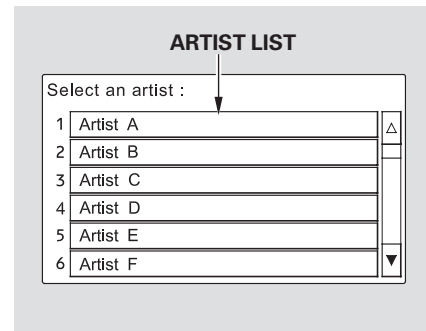 ARTIST LIST
Select an artist :
1 Artist A
2 Artist B
3 Artist C
4 Artist D
5 Artist E
6 Artist F